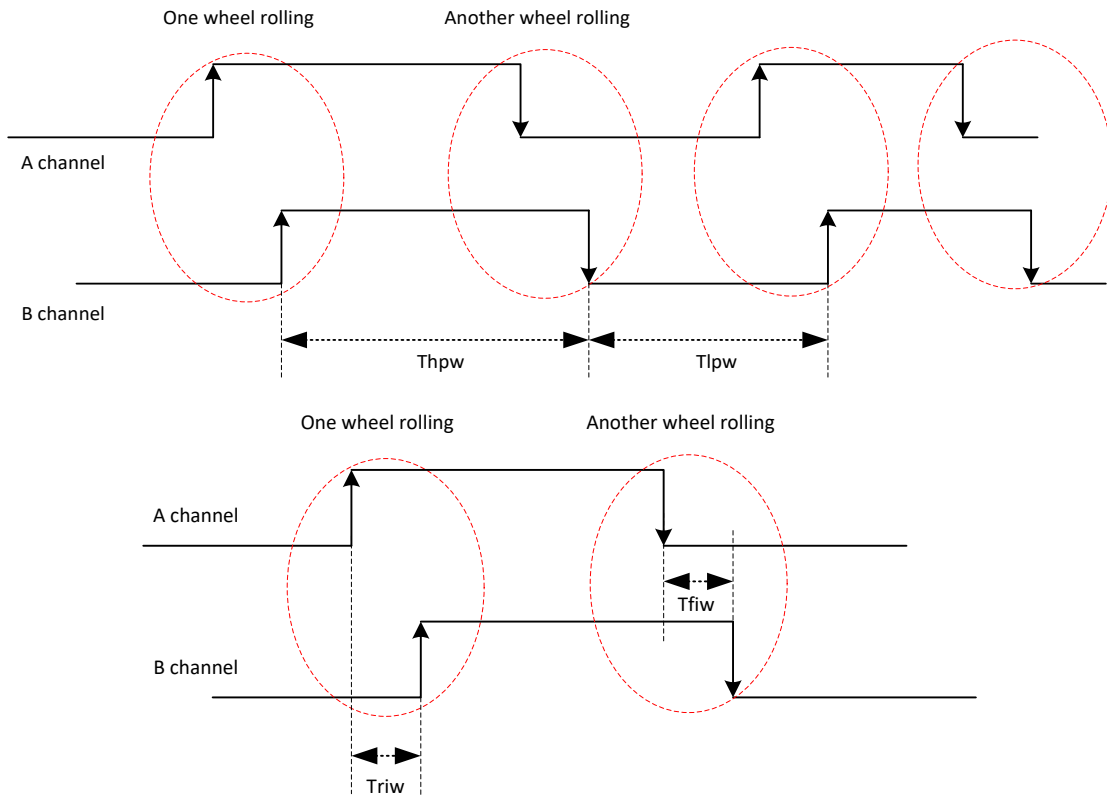 One wheel rolling
Another wheel rolling
A channel
B channel
Thpw
Tlpw
One wheel rolling
Another wheel rolling
A channel
Tfiw
B channel
Triw